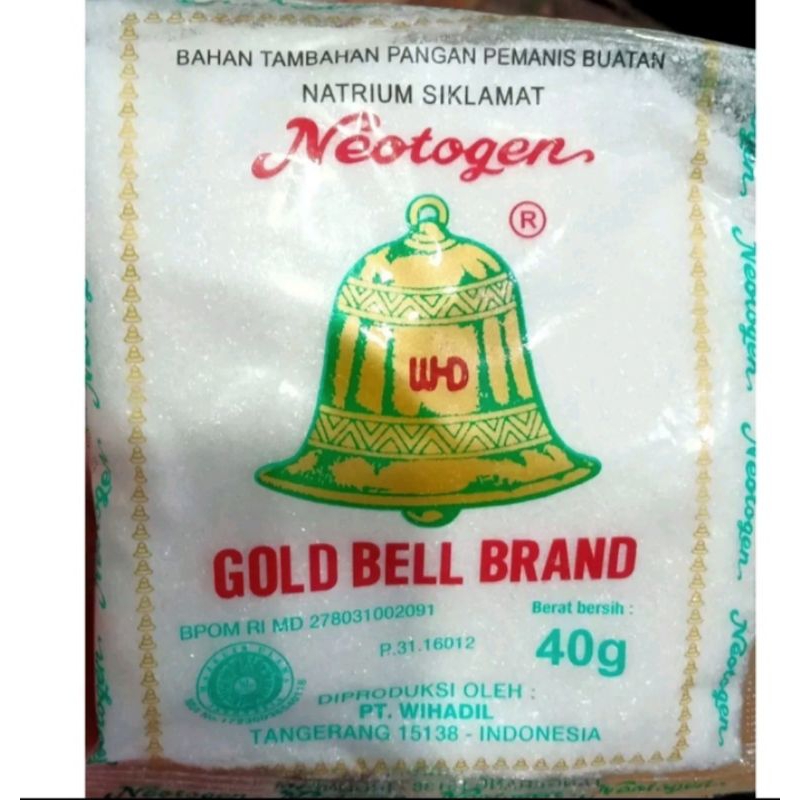 BAHAN TAMBAHAN PANGAN PEMANIS BUATAN
NATRIUM SIKLAMAT
Neotogen
®
WHD
GOLD BELL BRAND
BPOM RI MD 278031002091
P.31.16012
Berat bersih :
40g
DIPRODUKSI OLEH :
PT. WIHADIL
TANGERANG 15138 - INDONESIA
Neotogen
Neotogen
Neotogen